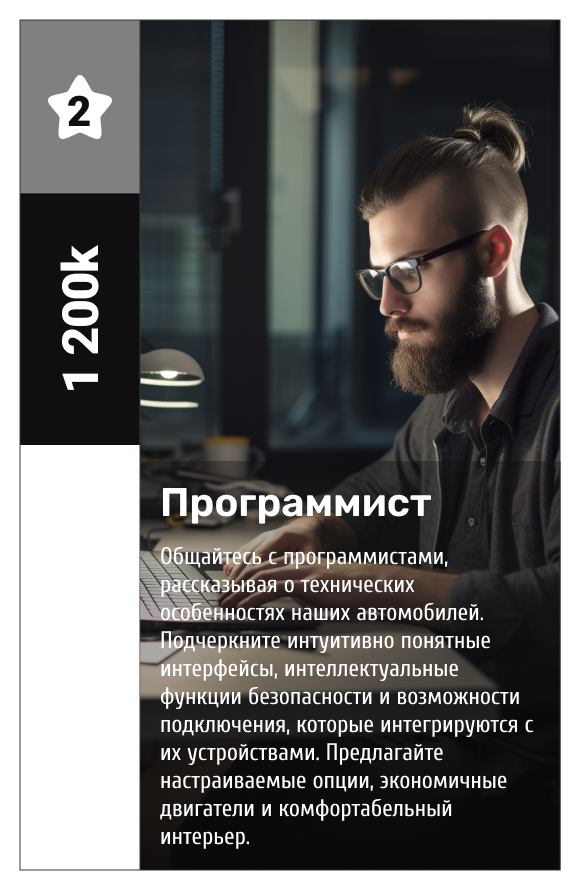 2
1 200k
Программист
Общайтесь с программистами,
рассказывая о технических
особенностях наших автомобилей.
Подчеркните интуитивно понятные
интерфейсы, интеллектуальные
функции безопасности и возможности
подключения, которые интегрируются с
их устройствами. Предлагайте
настраиваемые опции, экономичные
двигатели и комфортабельный
интерьер.